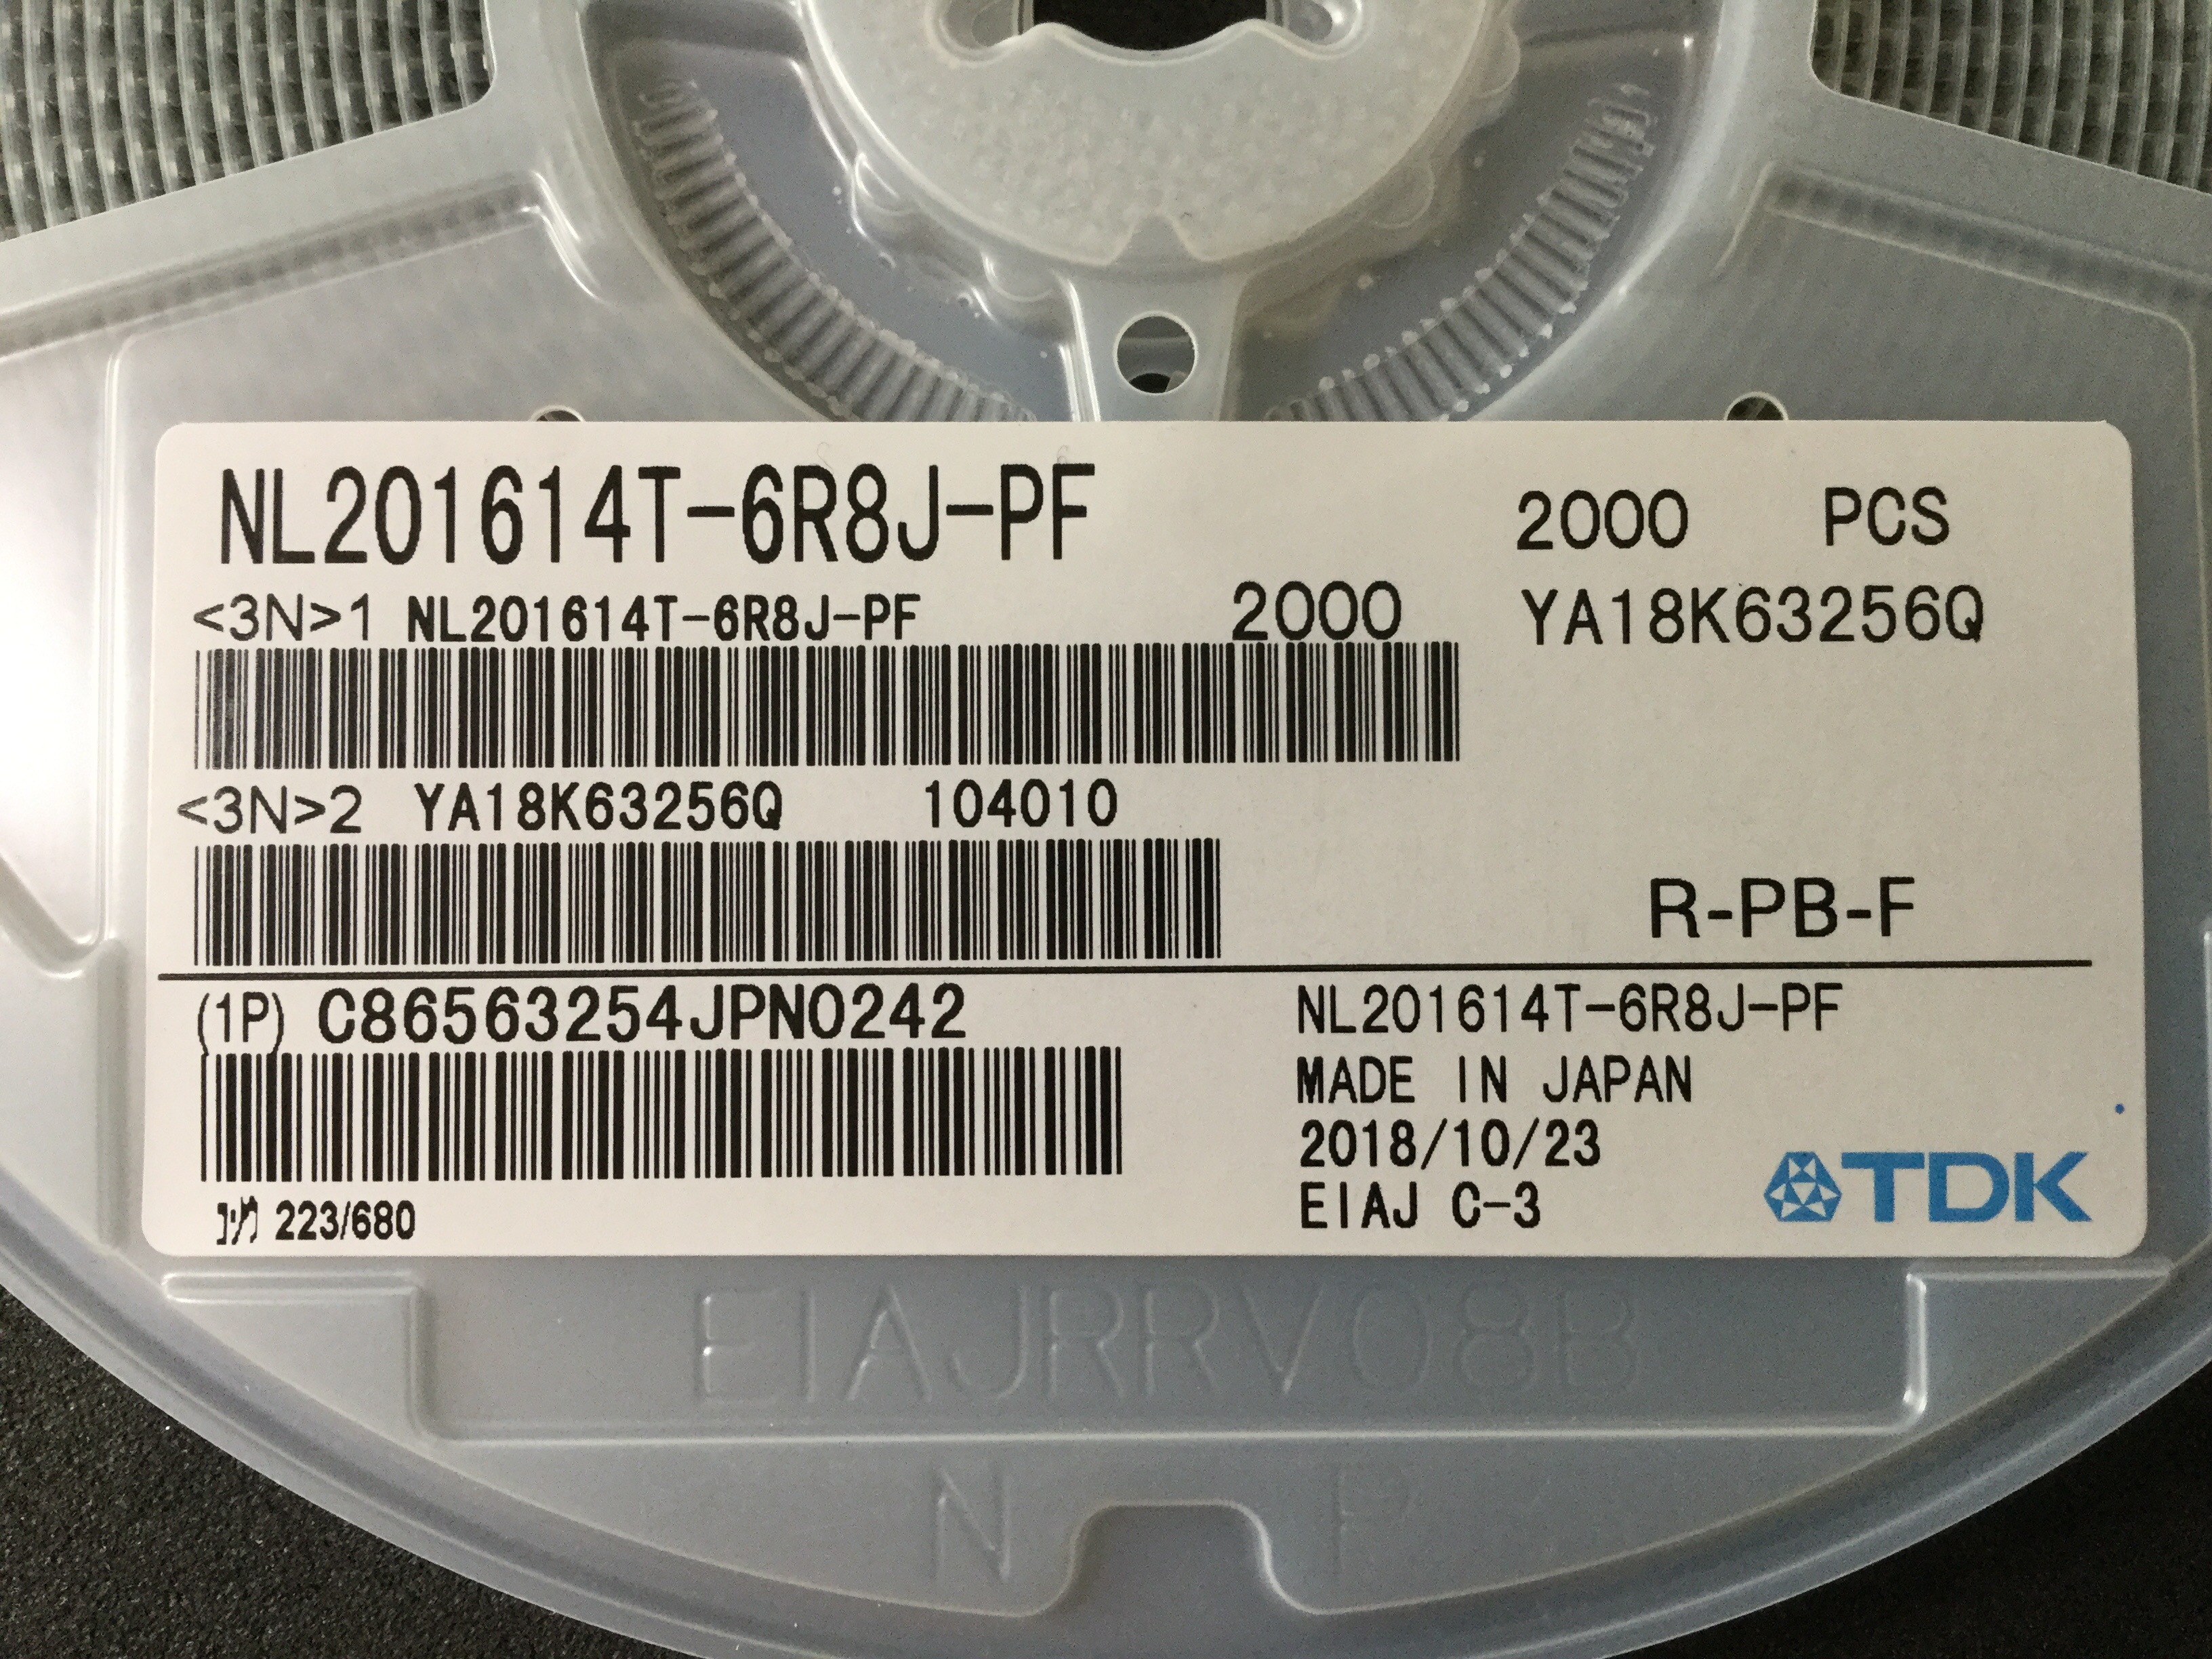 NL201614T-6R8J-PF 2000 PCS
<3N>1 NL201614T-6R8J-PF 2000 YA18K63256Q
<3N>2 YA18K63256Q 104010
R-PB-F
(1P) C86563254JPN0242
NL201614T-6R8J-PF
MADE IN JAPAN
2018/10/23
EIAJ C-3
TDK
223/680
EIAJRRV08B
N P